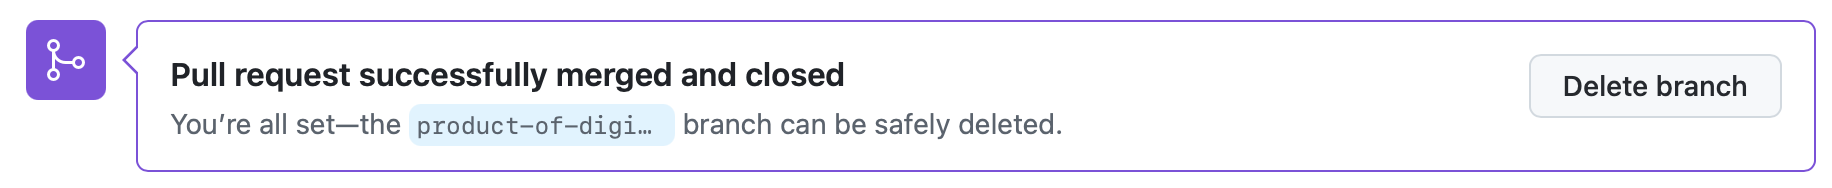 Pull request successfully merged and closed
You’re all set—the product-of-digi… branch can be safely deleted.
Delete branch